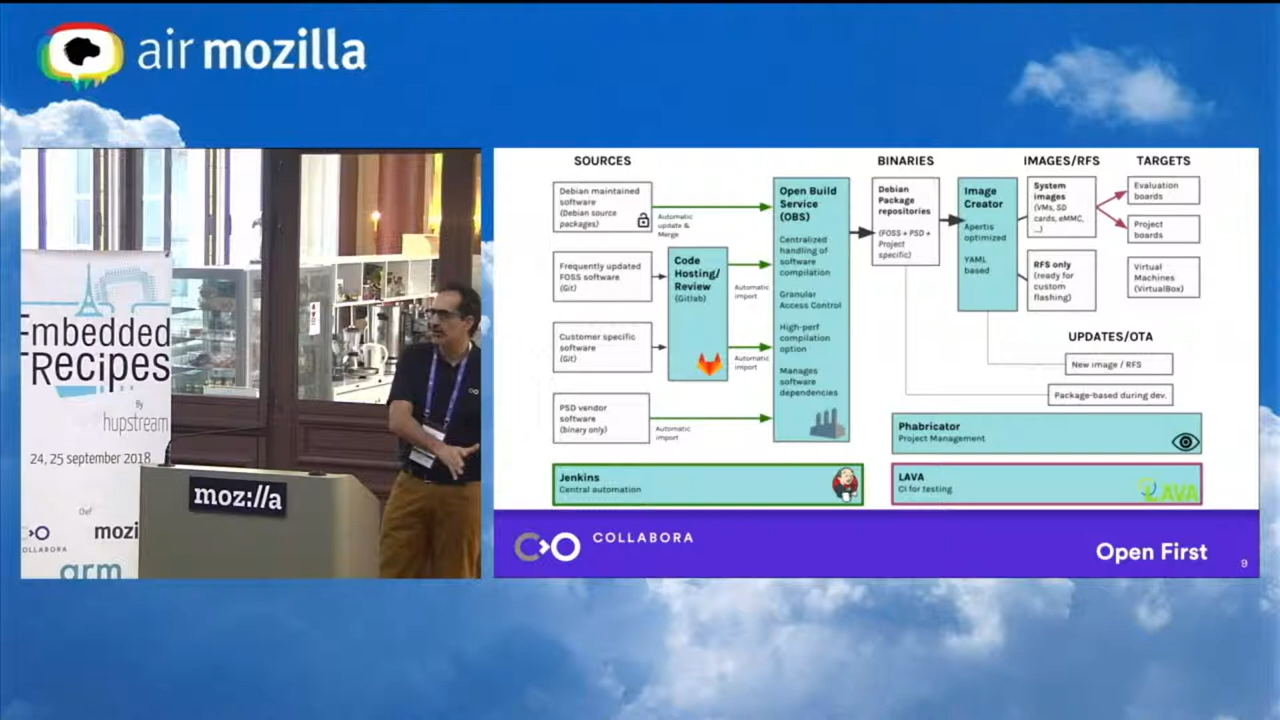 air mozilla
Embedded
Recipes
By
hupstream
24, 25 september 2018
Chef
mozi
COLLABORA
arm
moz://a
SOURCES
BINARIES
IMAGES/RFS
TARGETS
Debian maintained
software
(Debian source
packages)
Automatic
update &
Merge
Frequently updated
FOSS software
(Git)
Customer specific
software
(Git)
PSD vendor
software
(binary only)
Automatic
import
Code
Hosting/
Review
(Gitlab)
Automatic
import
Automatic
import
Open Build
Service
(OBS)
Centralized
handling of
software
compilation
Granular
Access Control
High-perf
compilation
option
Manages
software
dependencies
Debian
Package
repositories
(FOSS + PSD +
Project
specific)
Image
Creator
Apertis
optimized
YAML
based
System
images
(VMs, SD
cards, eMMC,
...)
RFS only
(ready for
custom
flashing)
Evaluation
boards
Project
boards
Virtual
Machines
(VirtualBox)
UPDATES/OTA
New image / RFS
Package-based during dev.
Phabricator
Project Management
Jenkins
Central automation
LAVA
CI for testing
LAVA
COLLABORA
Open First
9